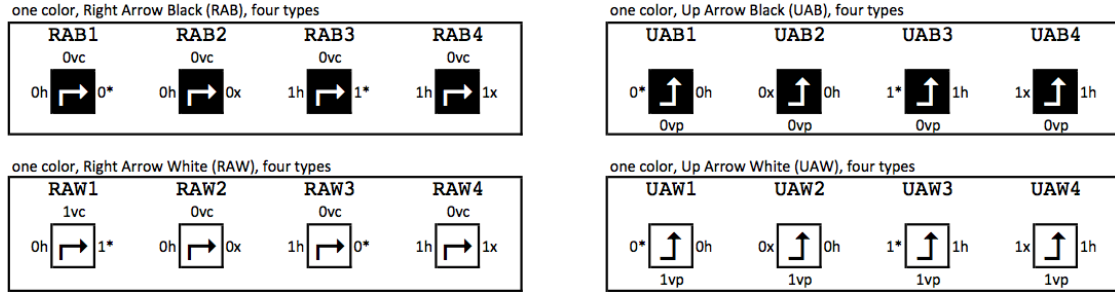 one color, Right Arrow Black (RAB), four types
RAB1 RAB2 RAB3 RAB4
0vc 0vc 0vc 0vc
0h 0* 0h 0x 1h 1* 1h 1x
one color, Up Arrow Black (UAB), four types
UAB1 UAB2 UAB3 UAB4
0* 0h 0x 0h 1* 1h 1x 1h
0vp 0vp 0vp 0vp
one color, Right Arrow White (RAW), four types
RAW1 RAW2 RAW3 RAW4
1vc 0vc 0vc 0vc
0h 1* 0h 0x 1h 0* 1h 1x
one color, Up Arrow White (UAW), four types
UAW1 UAW2 UAW3 UAW4
0* 0h 0x 0h 1* 1h 1x 1h
1vp 1vp 1vp 1vp